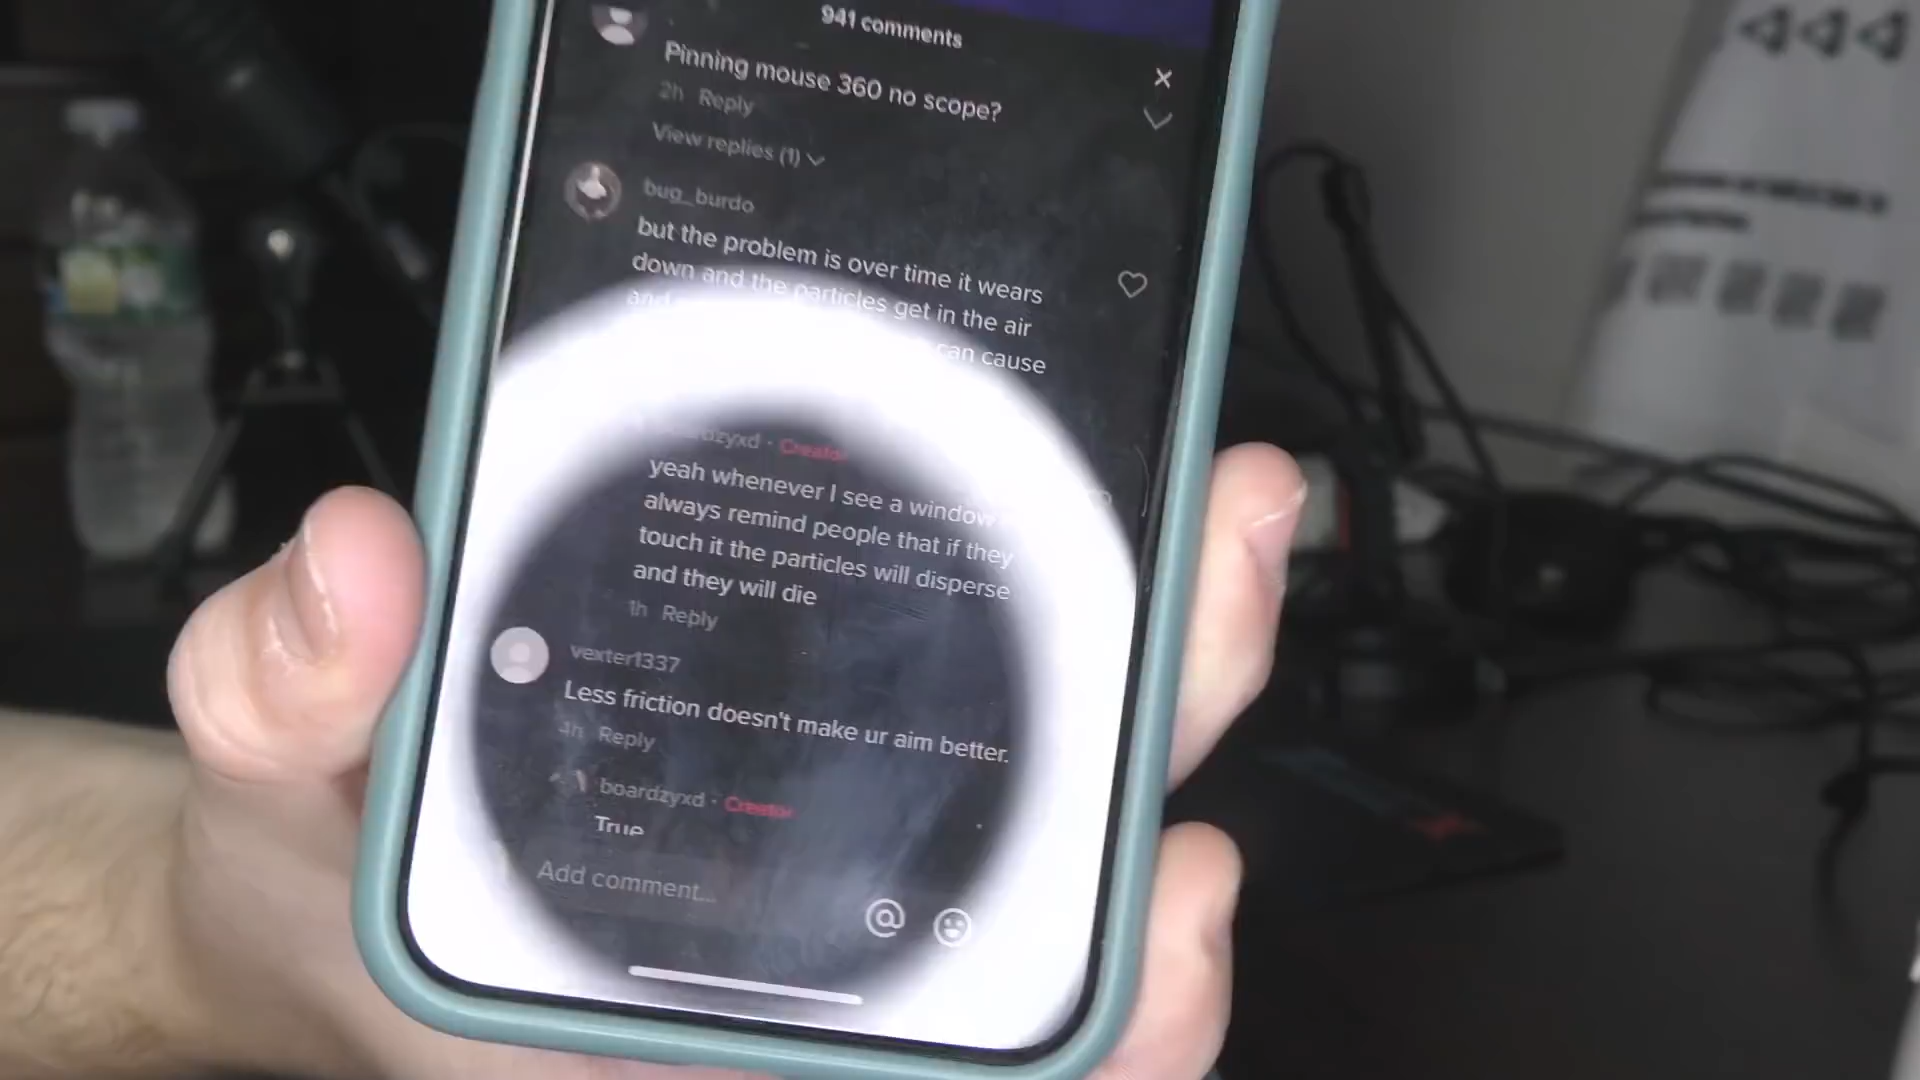 941 comments
Pinning mouse 360 no scope?
2h Reply
View replies (1)
bug_burdo
but the problem is over time it wears
down and the particles get in the air
and can cause
Creator
yeah whenever I see a window
always remind people that if they
touch it the particles will disperse
and they will die
1h Reply
vexter1337
Less friction doesn't make ur aim better.
4h Reply
boardzyxd · Creator
True
Add comment...